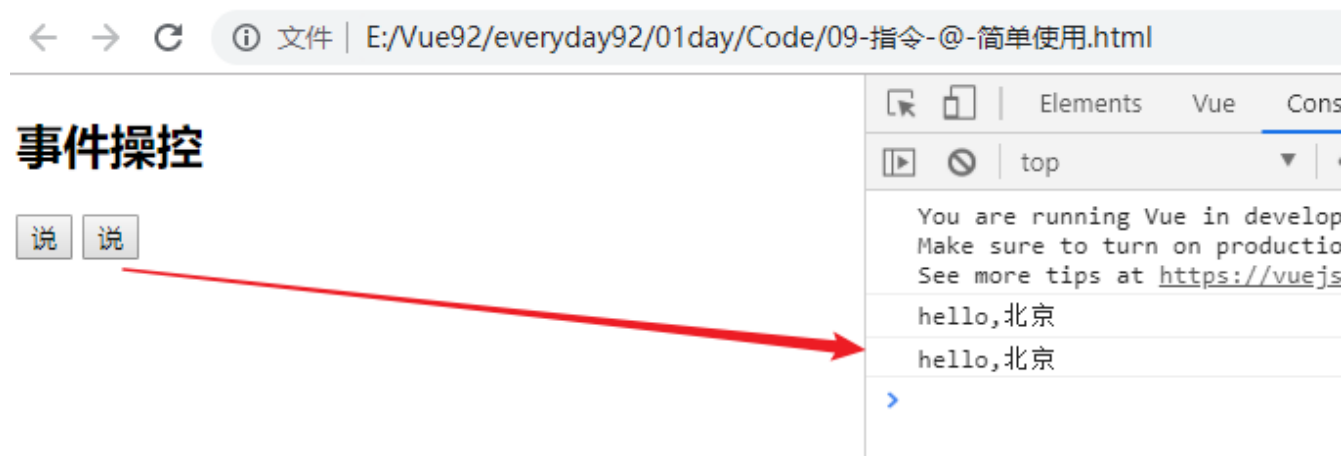 文件 E:/Vue92/everyday92/01day/Code/09-指令-@-简单使用.html
事件操控
说 说
Elements Vue Cons
top
You are running Vue in develop
Make sure to turn on productio
See more tips at https://vuejs
hello,北京
hello,北京